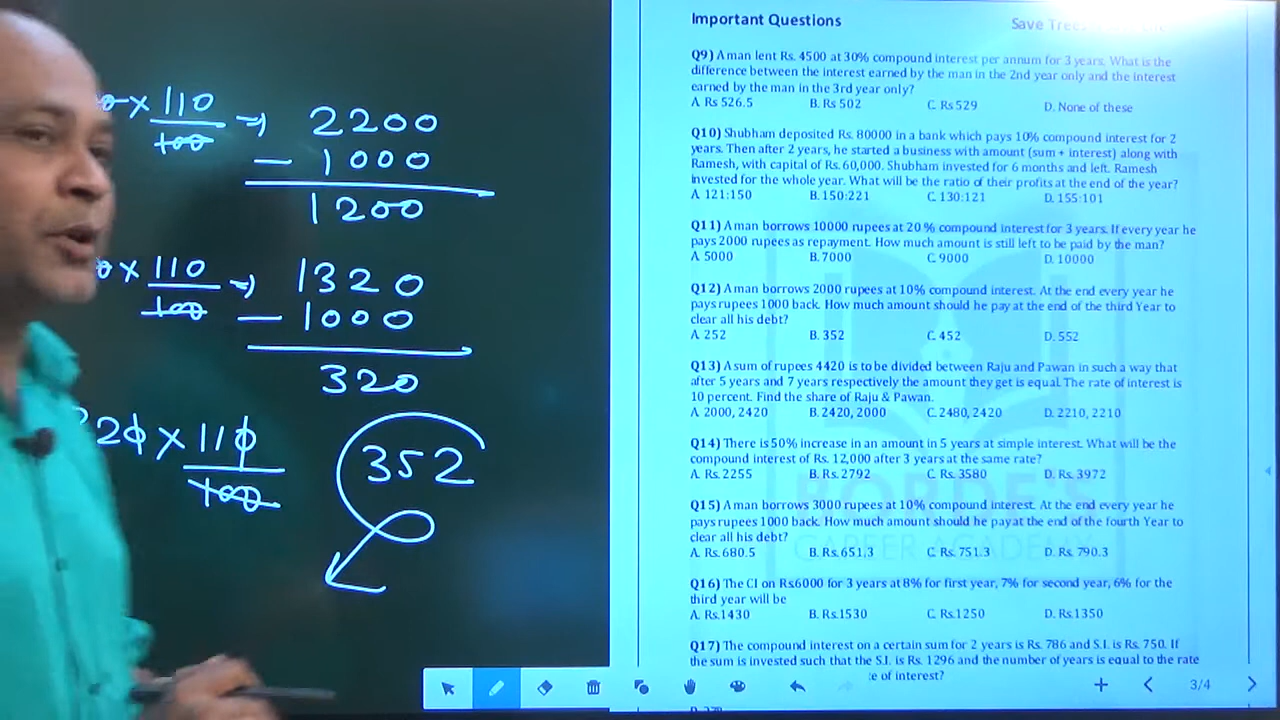 × 110/100 → 2200
– 1000
1200
× 110/100 → 1320
– 1000
320
20 × 110/100
352
Important Questions
Save
Q9) A man lent Rs. 4500 at 30% compound interest per annum for 3 years. What is the
difference between the interest earned by the man in the 2nd year only and the interest
earned by the man in the 3rd year only?
A. Rs 526.5 B. Rs 502 C. Rs 529 D. None of these
Q10) Shubham deposited Rs. 80000 in a bank which pays 10% compound interest for 2
years. Then after 2 years, he started a business with amount (sum + interest) along with
Ramesh, with capital of Rs. 60,000. Shubham invested for 6 months and left. Ramesh
invested for the whole year. What will be the ratio of their profits at the end of the year?
A. 121:150 B. 150:221 C. 130:121 D. 155:101
Q11) A man borrows 10000 rupees at 20 % compound interest for 3 years. If every year he
pays 2000 rupees as repayment. How much amount is still left to be paid by the man?
A. 5000 B. 7000 C. 9000 D. 10000
Q12) A man borrows 2000 rupees at 10% compound interest. At the end every year he
pays rupees 1000 back. How much amount should he pay at the end of the third Year to
clear all his debt?
A. 252 B. 352 C. 452 D. 552
Q13) A sum of rupees 4420 is to be divided between Raju and Pawan in such a way that
after 5 years and 7 years respectively the amount they get is equal. The rate of interest is
10 percent. Find the share of Raju & Pawan.
A. 2000, 2420 B. 2420, 2000 C. 2480, 2420 D. 2210, 2210
Q14) There is 50% increase in an amount in 5 years at simple interest. What will be the
compound interest of Rs. 12,000 after 3 years at the same rate?
A. Rs. 2255 B. Rs. 2792 C. Rs. 3580 D. Rs. 3972
Q15) A man borrows 3000 rupees at 10% compound interest. At the end every year he
pays rupees 1000 back. How much amount should he pay at the end of the fourth Year to
clear all his debt?
A. Rs. 680.5 B. Rs. 651.3 C. Rs. 751.3 D. Rs. 790.3
Q16) The CI on Rs.6000 for 3 years at 8% for first year, 7% for second year, 6% for the
third year will be
A. Rs.1430 B. Rs.1530 C. Rs.1250 D. Rs.1350
Q17) The compound interest on a certain sum for 2 years is Rs. 786 and S.I. is Rs. 750. If
the sum is invested such that the S.I. is Rs. 1296 and the number of years is equal to the rate
e of interest?
CAREER ACADEMY
3/4